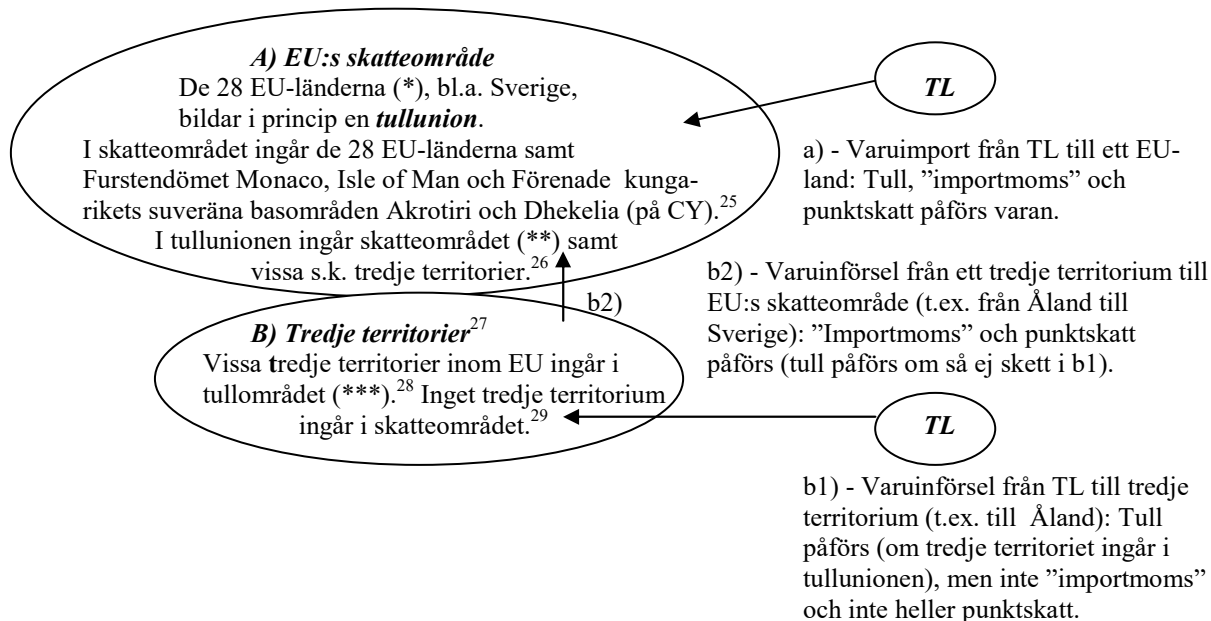 A) EU:s skatteområde
De 28 EU-länderna (*), bl.a. Sverige,
bildar i princip en tullunion.
I skatteområdet ingår de 28 EU-länderna samt
Furstendömet Monaco, Isle of Man och Förenade kunga-
rikets suveräna basområden Akrotiri och Dhekelia (på CY).25
I tullunionen ingår skatteområdet (**) samt
vissa s.k. tredje territorier.26
TL
a) - Varuimport från TL till ett EU-
land: Tull, ”importmoms” och
punktskatt påförs varan.
b2)
b2) - Varuinförsel från ett tredje territorium till
EU:s skatteområde (t.ex. från Åland till
Sverige): ”Importmoms” och punktskatt
påförs (tull påförs om så ej skett i b1).
B) Tredje territorier27
Vissa tredje territorier inom EU ingår i
tullområdet (***).28 Inget tredje territorium
ingår i skatteområdet.29
TL
b1) - Varuinförsel från TL till tredje
territorium (t.ex. till Åland): Tull
påförs (om tredje territoriet ingår i
tullunionen), men inte ”importmoms”
och inte heller punktskatt.